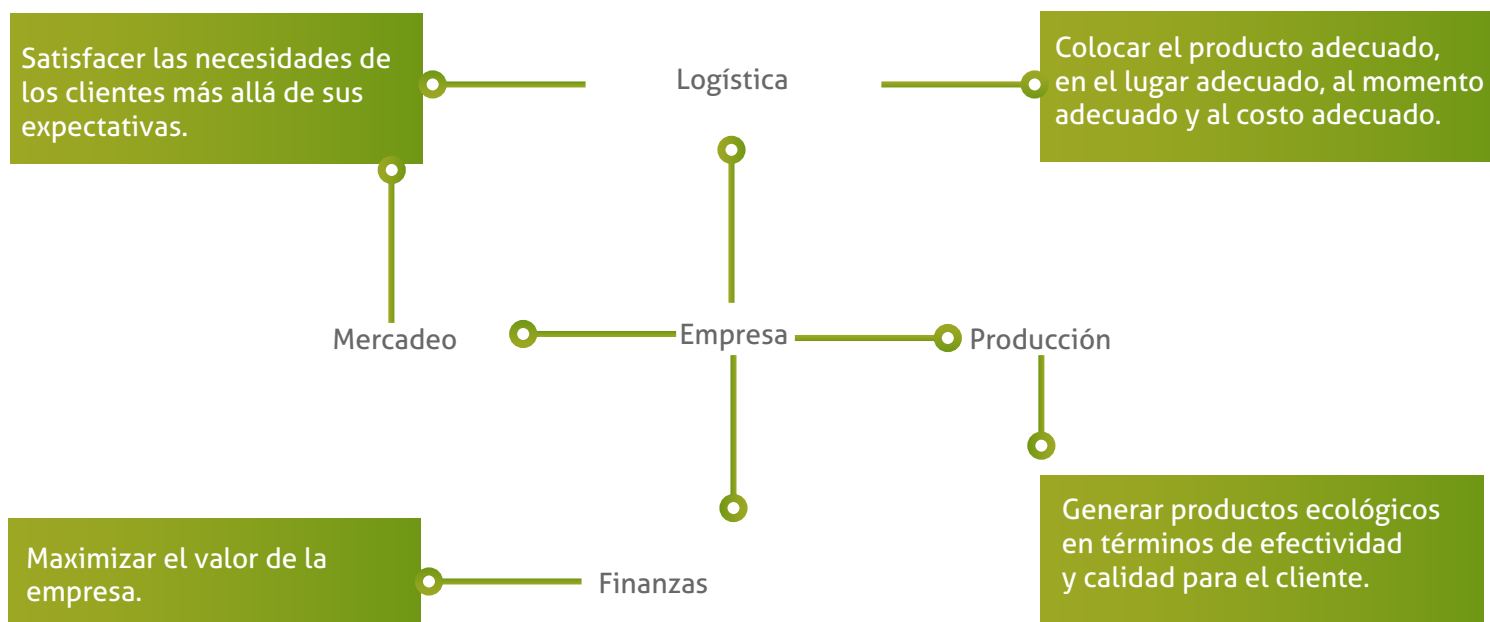 Satisfacer las necesidades de
los clientes más allá de sus
expectativas.
Logística
Colocar el producto adecuado,
en el lugar adecuado, al momento
adecuado y al costo adecuado.
Mercadeo
Empresa
Producción
Maximizar el valor de la
empresa.
Finanzas
Generar productos ecológicos
en términos de efectividad
y calidad para el cliente.